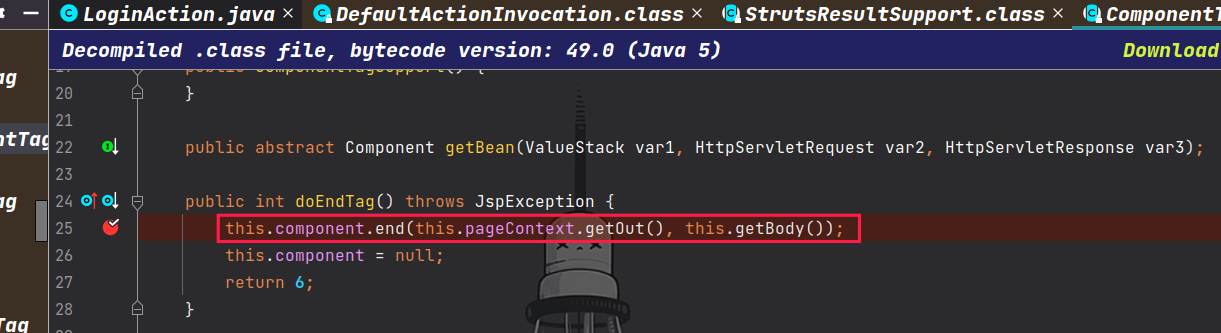 LoginAction.java × DefaultActionInvocation.class × StrutsResultSupport.class × ComponentT
Decompiled .class file, bytecode version: 49.0 (Java 5) Download
ag
20 }
21
ntTag
22 public abstract Component getBean(ValueStack var1, HttpServletRequest var2, HttpServletResponse var3);
23
ag
24 public int doEndTag() throws JspException {
25 this.component.end(this.pageContext.getOut(), this.getBody());
26 this.component = null;
27 return 6;
28 }
Tag